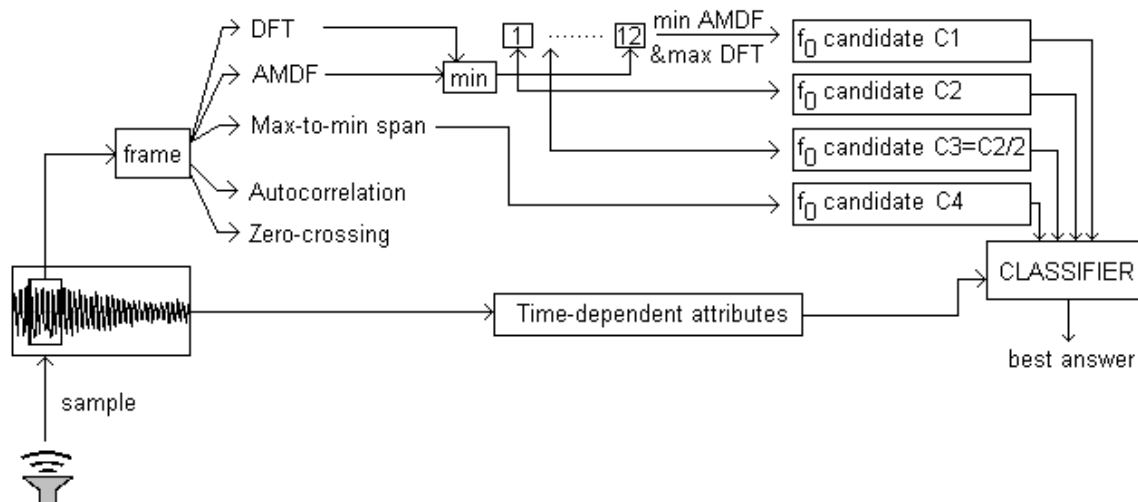 DFT
AMDF
Max-to-min span
Autocorrelation
Zero-crossing
frame
min
1 ........ 12
min AMDF
&max DFT
f0 candidate C1
f0 candidate C2
f0 candidate C3=C2/2
f0 candidate C4
CLASSIFIER
Time-dependent attributes
best answer
sample